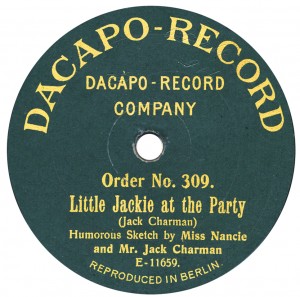 DACAPO-RECORD
DACAPO-RECORD
COMPANY
Order No. 309.
Little Jackie at the Party
(Jack Charman)
Humorous Sketch by Miss Nancie
and Mr. Jack Charman
E-11659.
REPRODUCED IN BERLIN.